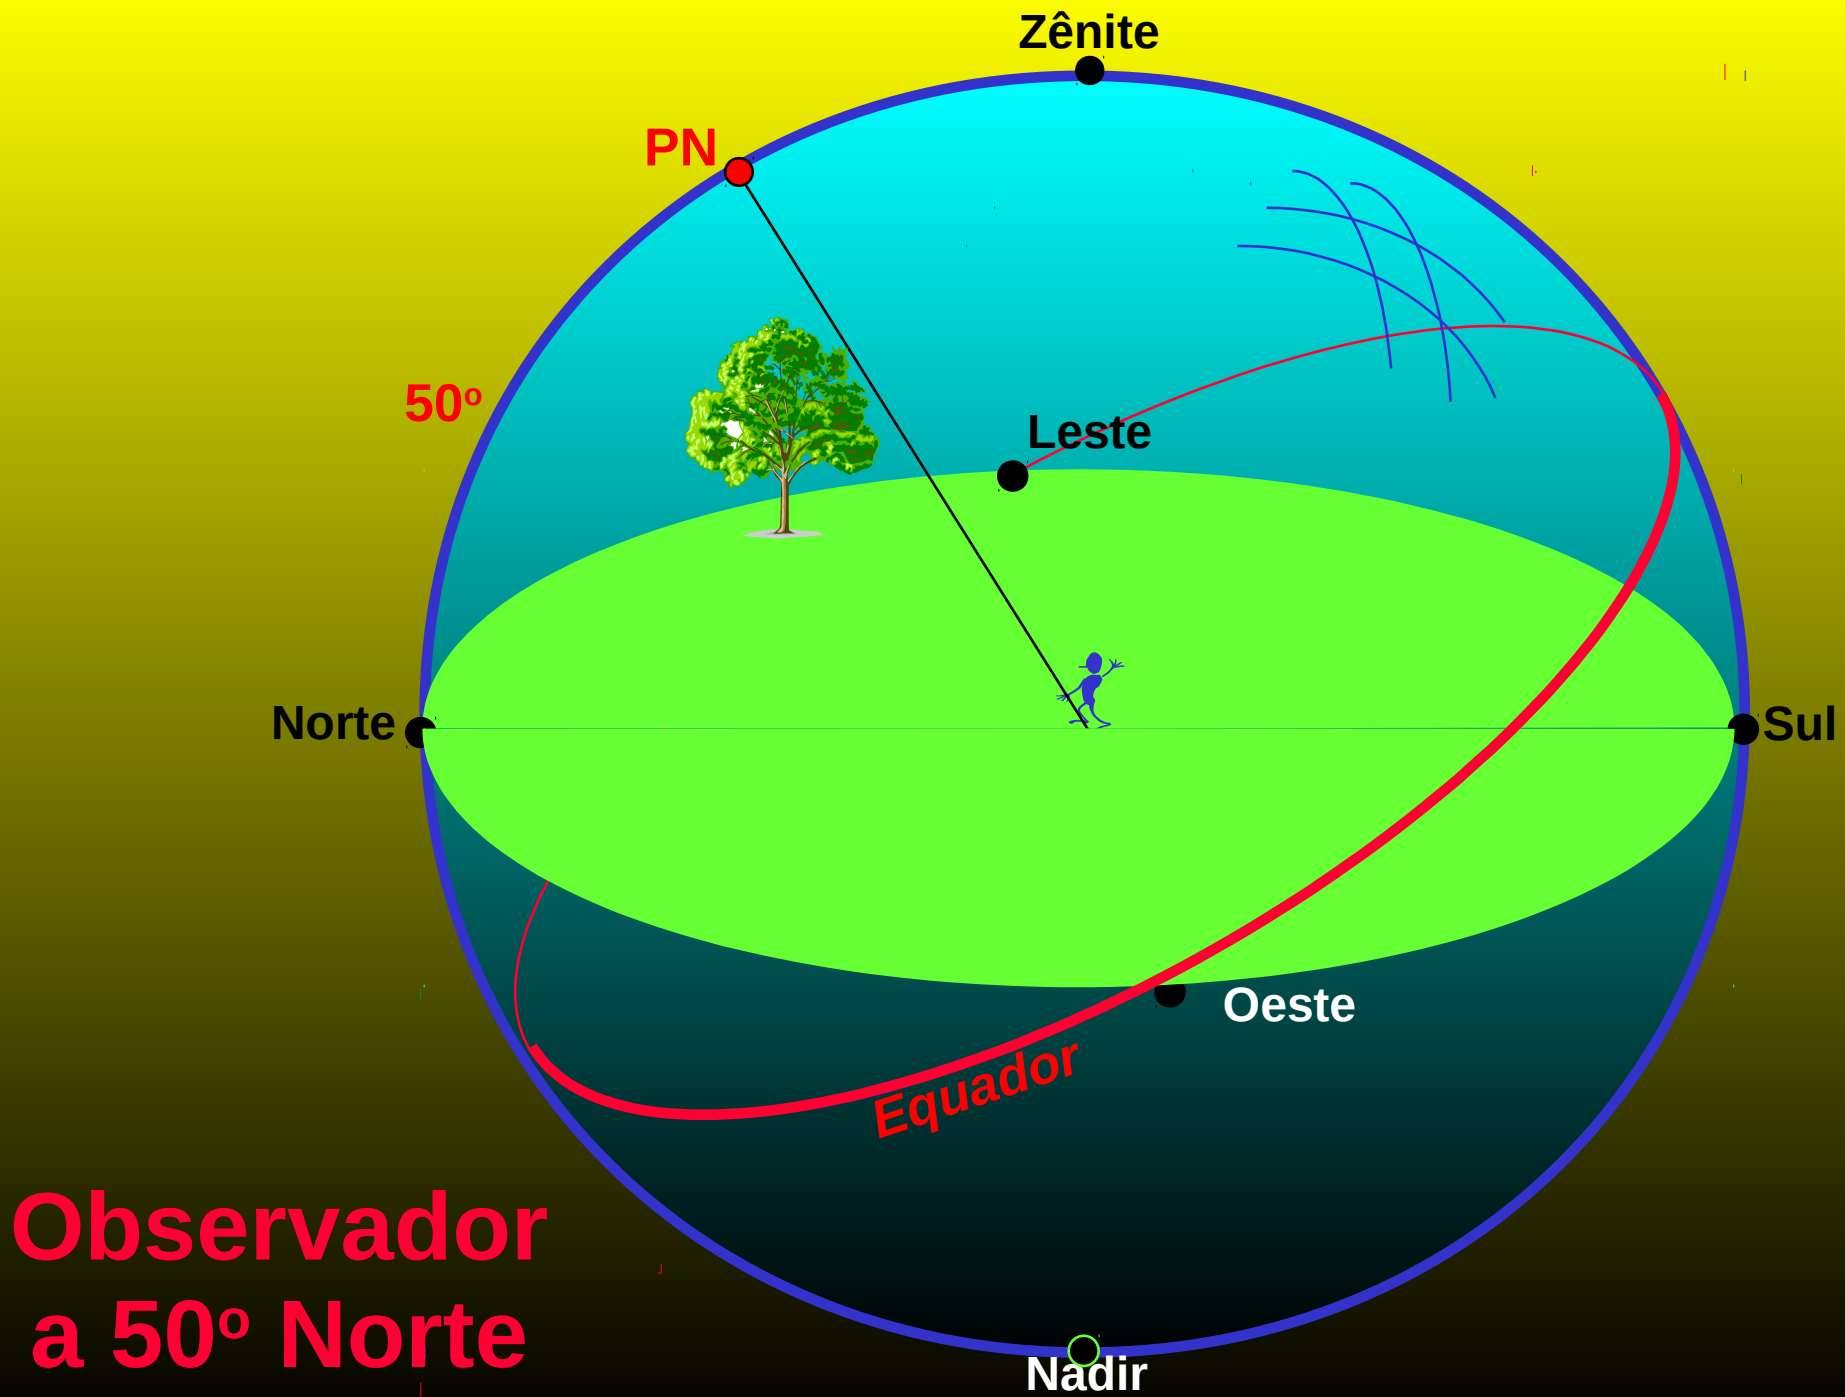 Zênite
PN
50º
Leste
Norte
Sul
Oeste
Equador
Observador
a 50º Norte
Nadir